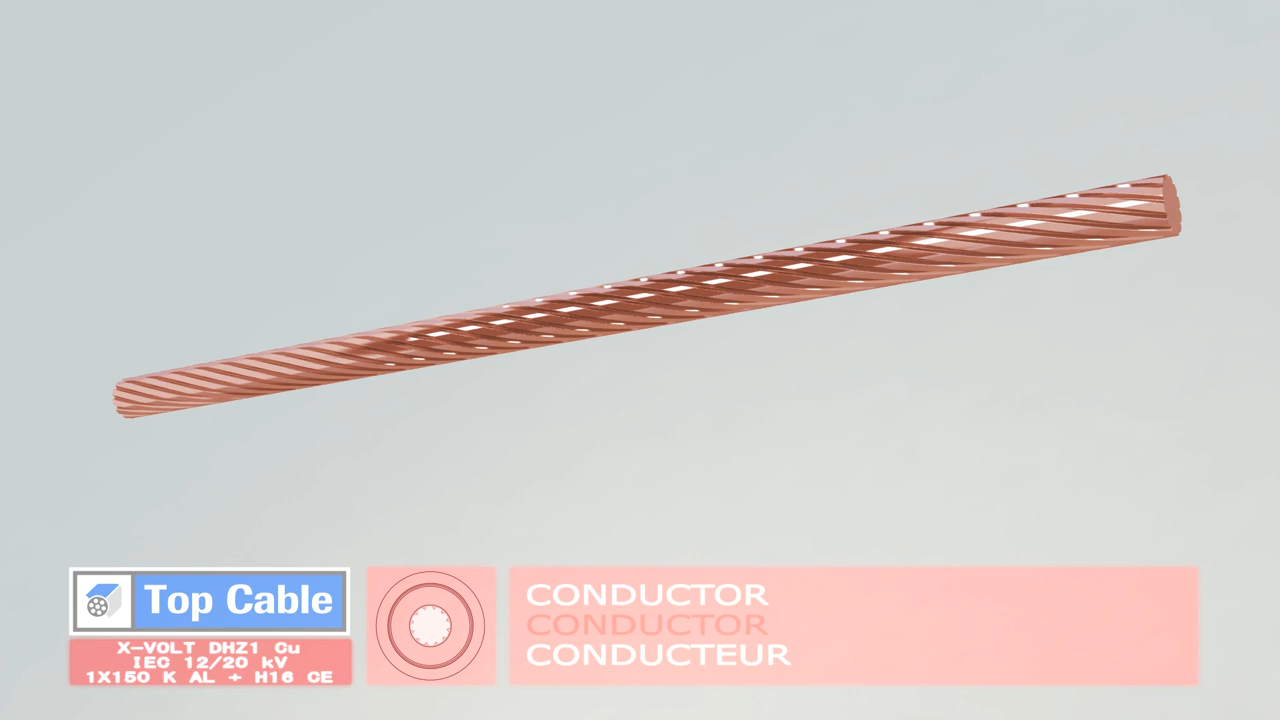 Top Cable
X-VOLT DHZ1 Cu
IEC 12/20 kV
1X150 K AL + H16 CE
CONDUCTOR
CONDUCTOR
CONDUCTEUR